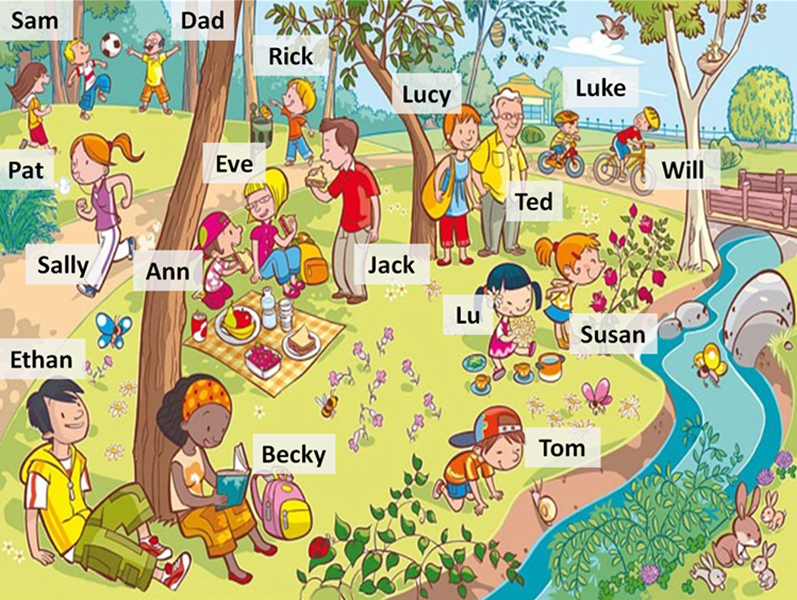 Sam
Dad
Rick
Lucy
Luke
Pat
Eve
Will
Ted
Sally
Ann
Jack
Lu
Susan
Ethan
Becky
Tom